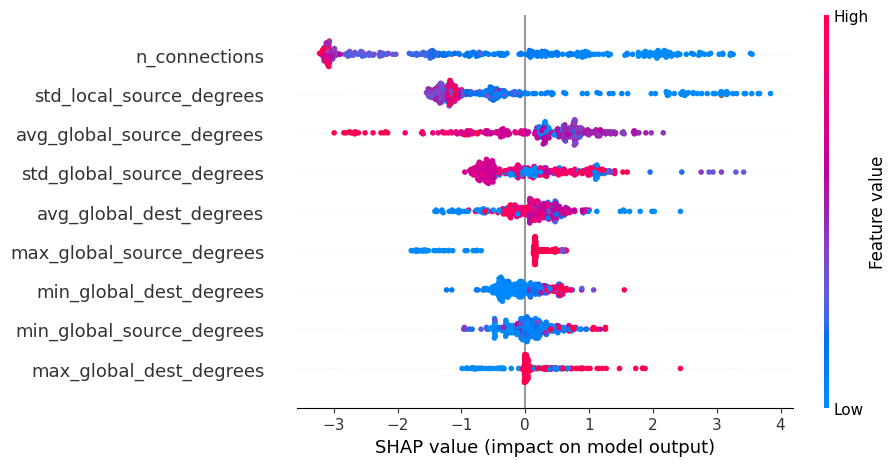 High
n_connections
std_local_source_degrees
avg_global_source_degrees
std_global_source_degrees
avg_global_dest_degrees
max_global_source_degrees
min_global_dest_degrees
min_global_source_degrees
max_global_dest_degrees
Feature value
Low
−3 −2 −1 0 1 2 3 4
SHAP value (impact on model output)